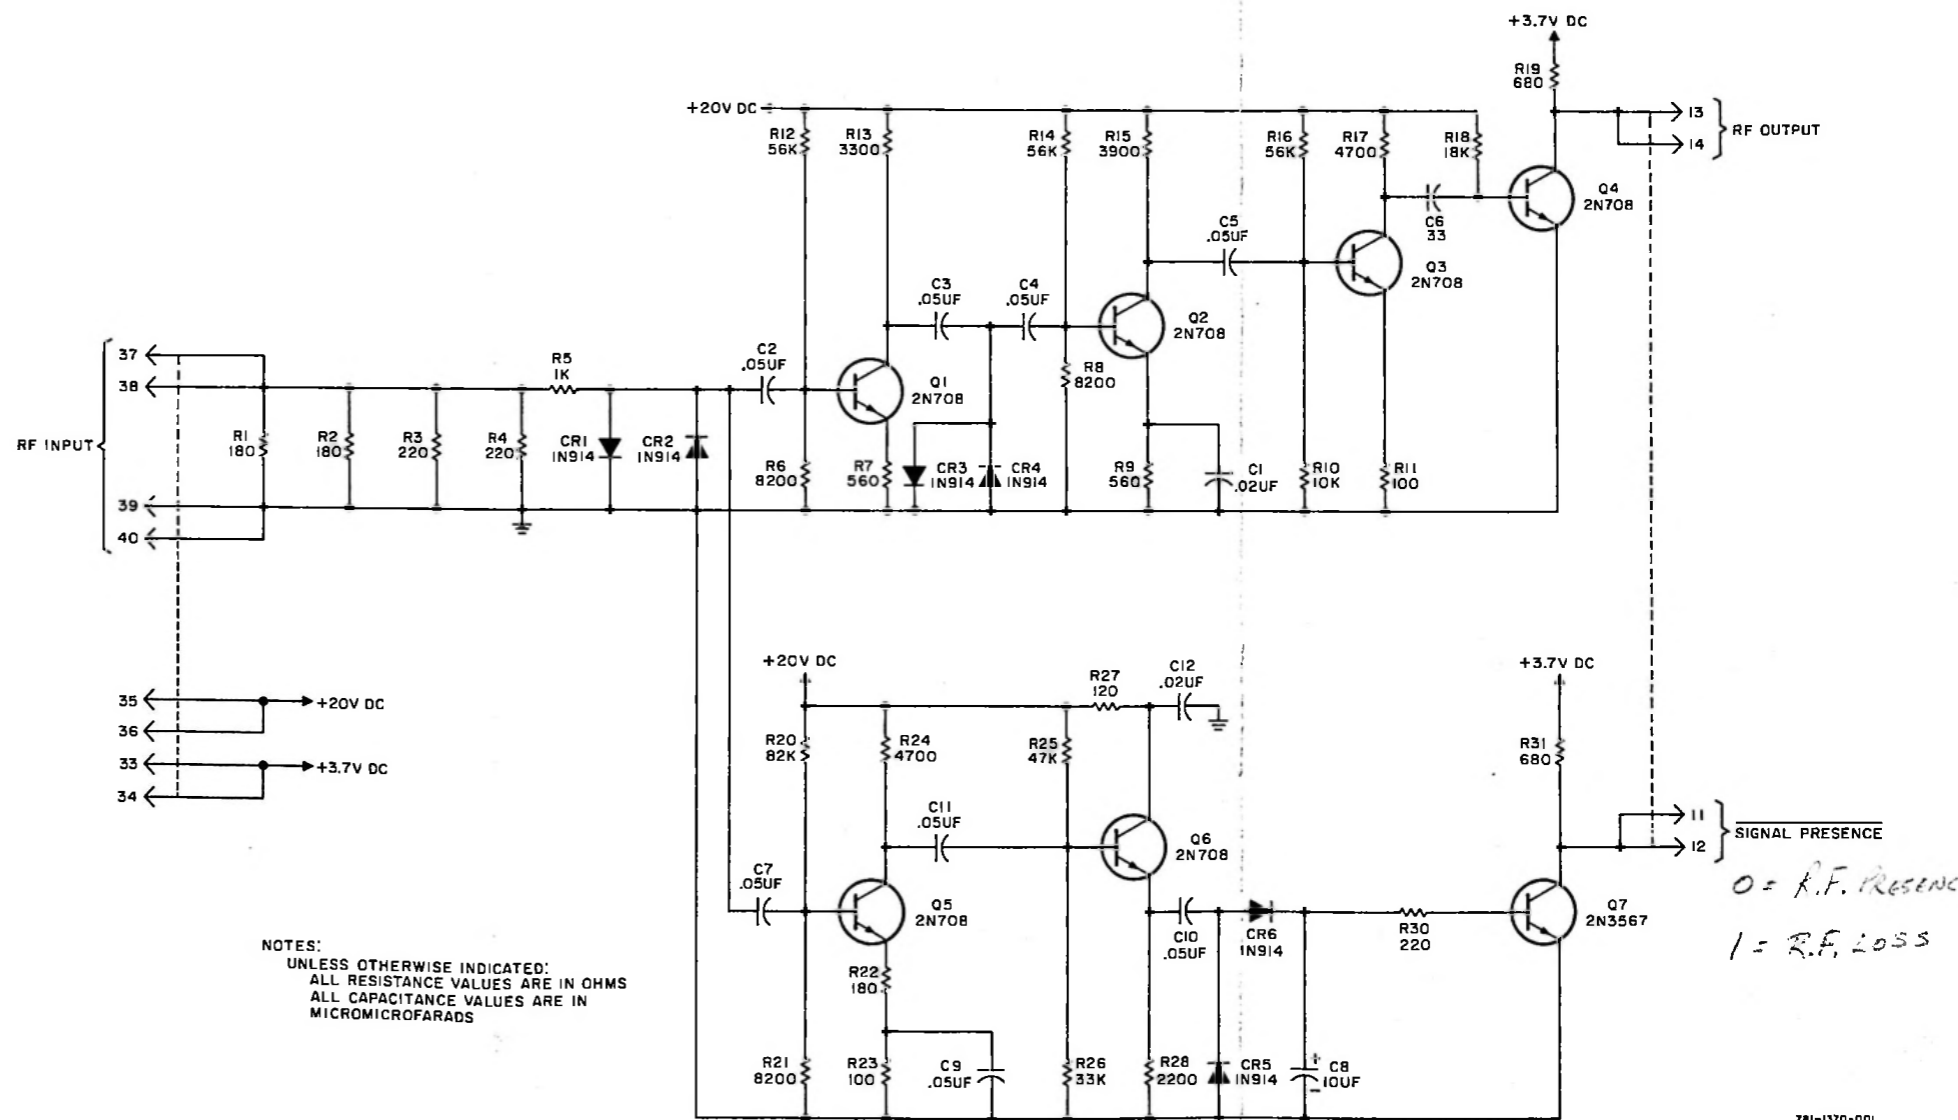 +3.7V DC
R19
680
+20V DC
R12
56K
R13
3300
R14
56K
R15
3900
R16
56K
R17
4700
R18
18K
13
14
RF OUTPUT
Q4
2N708
C6
33
C5
.05UF
Q3
2N708
C3
.05UF
C4
.05UF
Q2
2N708
37
38
R5
1K
C2
.05UF
Q1
2N708
R8
8200
RF INPUT
R1
180
R2
180
R3
220
R4
220
CR1
1N914
CR2
1N914
R6
8200
R7
560
CR3
1N914
CR4
1N914
R9
560
C1
.02UF
R10
10K
R11
100
39
40
35
36
+20V DC
33
34
+3.7V DC
+20V DC
R27
120
C12
.02UF
+3.7V DC
R20
82K
R24
4700
R25
47K
R31
680
C11
.05UF
Q6
2N708
11
12
SIGNAL PRESENCE
0 = R.F. PRESENC
1 = R.F. LOSS
C7
.05UF
Q5
2N708
C10
.05UF
CR6
1N914
R30
220
Q7
2N3567
R22
180
R21
8200
R23
100
C9
.05UF
R26
33K
R28
2200
CR5
1N914
C8
10UF
+
-
NOTES:
UNLESS OTHERWISE INDICATED:
ALL RESISTANCE VALUES ARE IN OHMS
ALL CAPACITANCE VALUES ARE IN
MICROMICROFARADS
781-1370-001